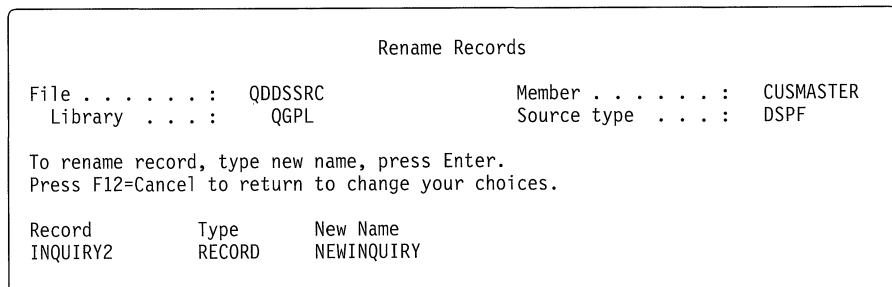 Rename Records
File . . . . . . : QDDSSRC Member . . . . . . : CUSMASTER
Library . . . : QGPL Source type . . . : DSPF
To rename record, type new name, press Enter.
Press F12=Cancel to return to change your choices.
Record Type New Name
INQUIRY2 RECORD NEWINQUIRY